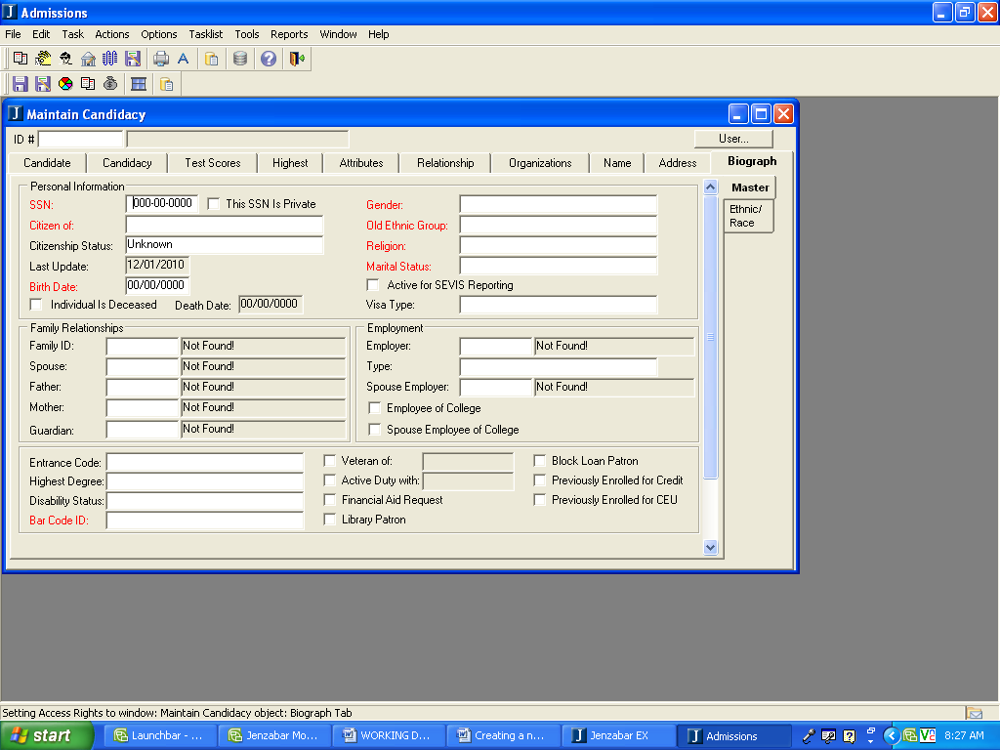 Admissions
File Edit Task Actions Options Tasklist Tools Reports Window Help
Maintain Candidacy
ID #
User...
Candidate Candidacy Test Scores Highest Attributes Relationship Organizations Name Address Biograph
Master
Ethnic/
Race
Personal Information
SSN: 000-00-0000 This SSN Is Private
Citizen of:
Citizenship Status: Unknown
Last Update: 12/01/2010
Birth Date: 00/00/0000
Individual Is Deceased Death Date: 00/00/0000
Gender:
Old Ethnic Group:
Religion:
Marital Status:
Active for SEVIS Reporting
Visa Type:
Family Relationships
Family ID: Not Found!
Spouse: Not Found!
Father: Not Found!
Mother: Not Found!
Guardian: Not Found!
Employment
Employer: Not Found!
Type:
Spouse Employer: Not Found!
Employee of College
Spouse Employee of College
Entrance Code:
Highest Degree:
Disability Status:
Bar Code ID:
Veteran of:
Active Duty with:
Financial Aid Request
Library Patron
Block Loan Patron
Previously Enrolled for Credit
Previously Enrolled for CEU
Setting Access Rights to window: Maintain Candidacy object: Biograph Tab
start Launchbar - ... Jenzabar Mo... WORKING D... Creating a n... Jenzabar EX Admissions 8:27 AM